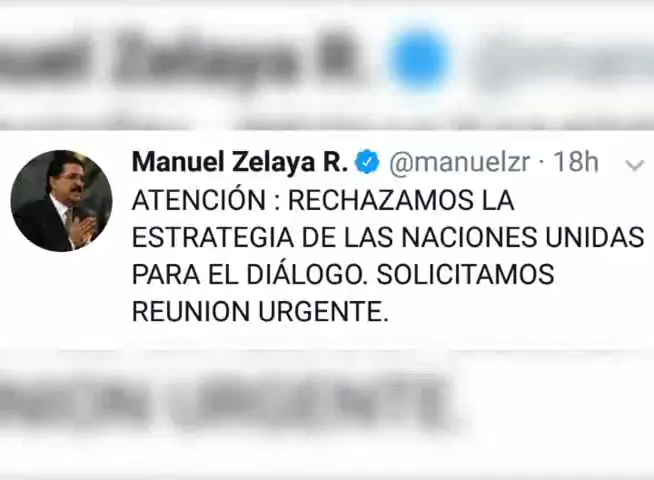 Manuel Zelaya R. @manuelzr · 18h
ATENCIÓN : RECHAZAMOS LA
ESTRATEGIA DE LAS NACIONES UNIDAS
PARA EL DIÁLOGO. SOLICITAMOS
REUNION URGENTE.